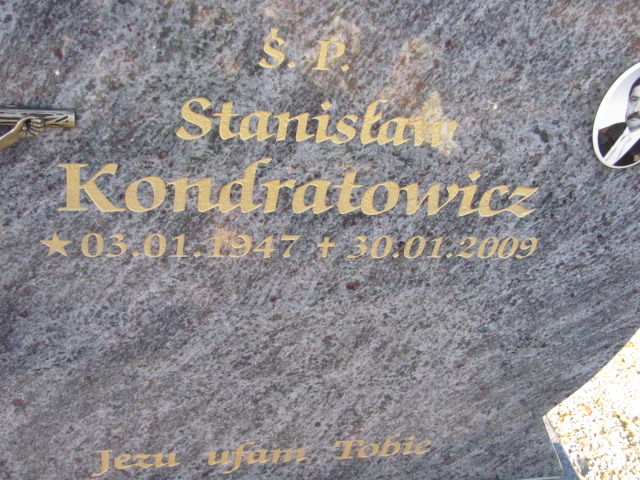 Ś. P.
Stanisław
Kondratowicz
★ 03.01.1947 + 30.01.2009
Jezu ufam Tobie